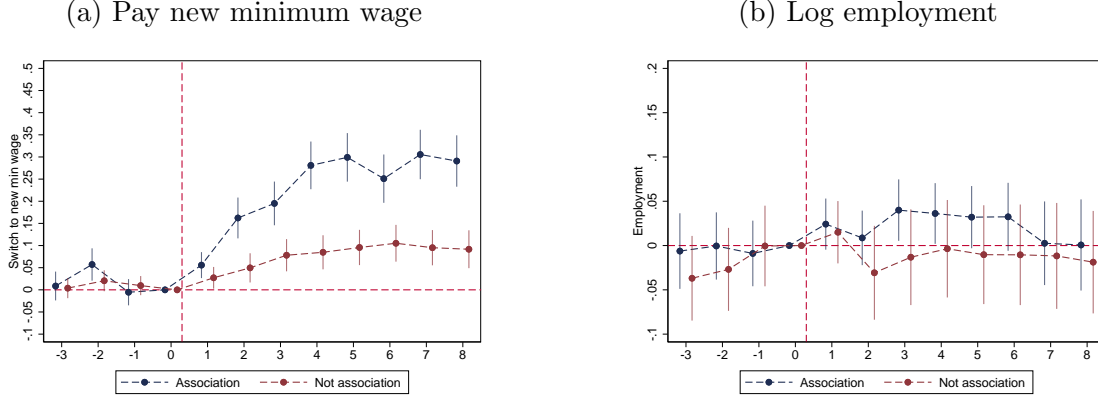 (a) Pay new minimum wage
Switch to new min wage
.5
.45
.4
.35
.3
.25
.2
.15
.1
.05
0
-.05
-.1
-3 -2 -1 0 1 2 3 4 5 6 7 8
Association Not association
(b) Log employment
Employment
.2
.15
.1
.05
0
-.05
-.1
-3 -2 -1 0 1 2 3 4 5 6 7 8
Association Not association